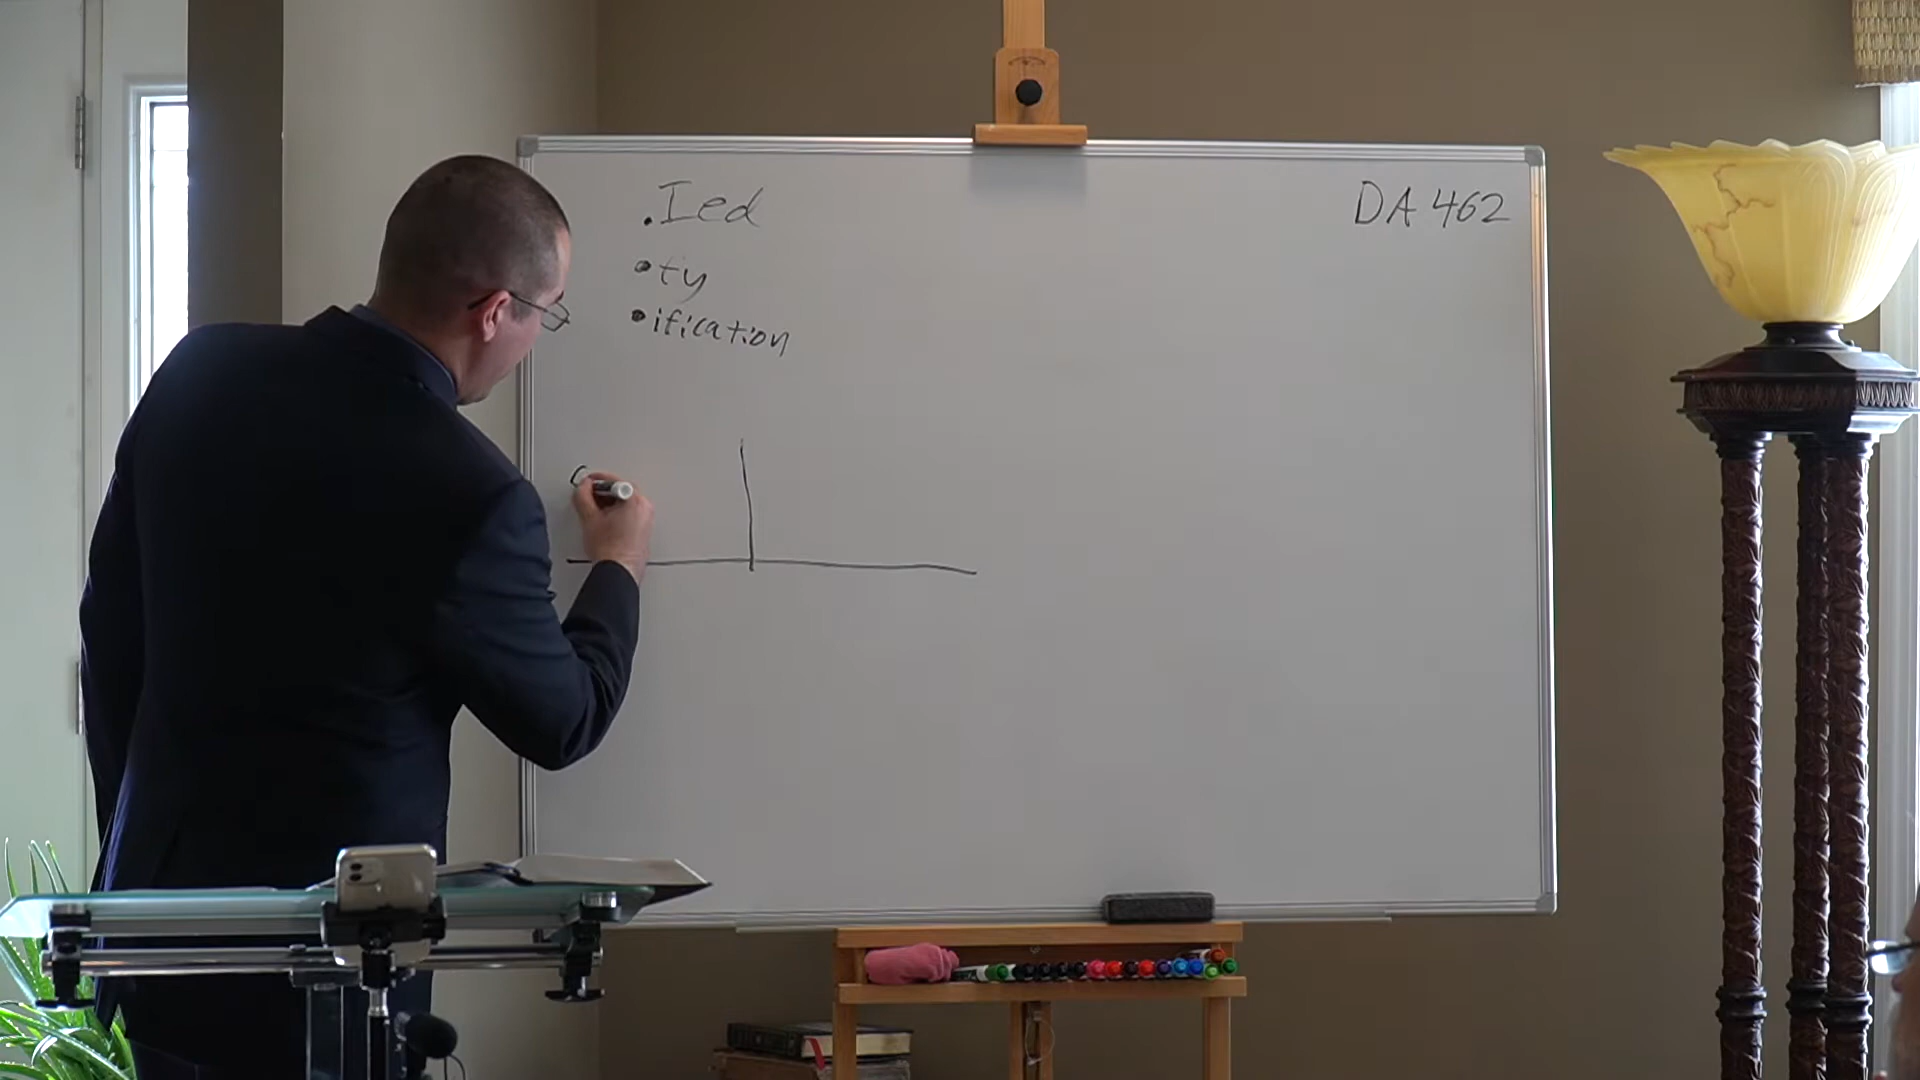 .Ied
DA 462
•ty
•ification